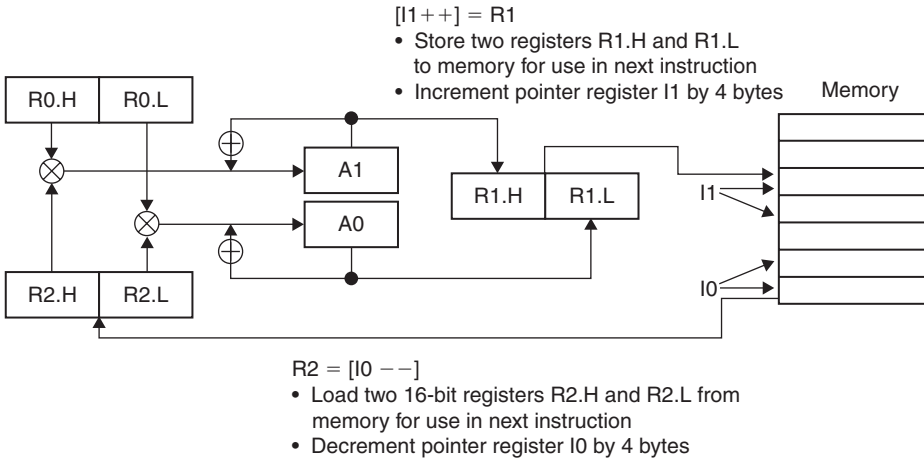 [I1++] = R1
• Store two registers R1.H and R1.L
to memory for use in next instruction
• Increment pointer register I1 by 4 bytes
Memory
R0.H R0.L
A1
R1.H R1.L
I1
A0
R2.H R2.L
I0
R2 = [I0 −−]
• Load two 16-bit registers R2.H and R2.L from
memory for use in next instruction
• Decrement pointer register I0 by 4 bytes